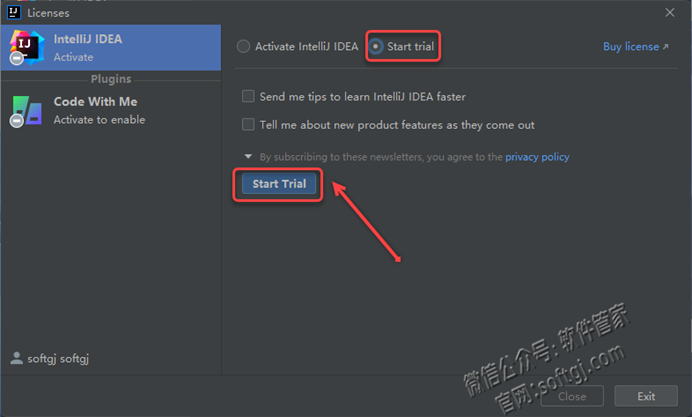 Licenses
IntelliJ IDEA
Activate
Plugins
Code With Me
Activate to enable
Activate IntelliJ IDEA
Start trial
Buy license
Send me tips to learn IntelliJ IDEA faster
Tell me about new product features as they come out
By subscribing to these newsletters, you agree to the privacy policy
Start Trial
softgj softgj
微信公众号: 软件管家
官网:softgj.com
Close
Exit